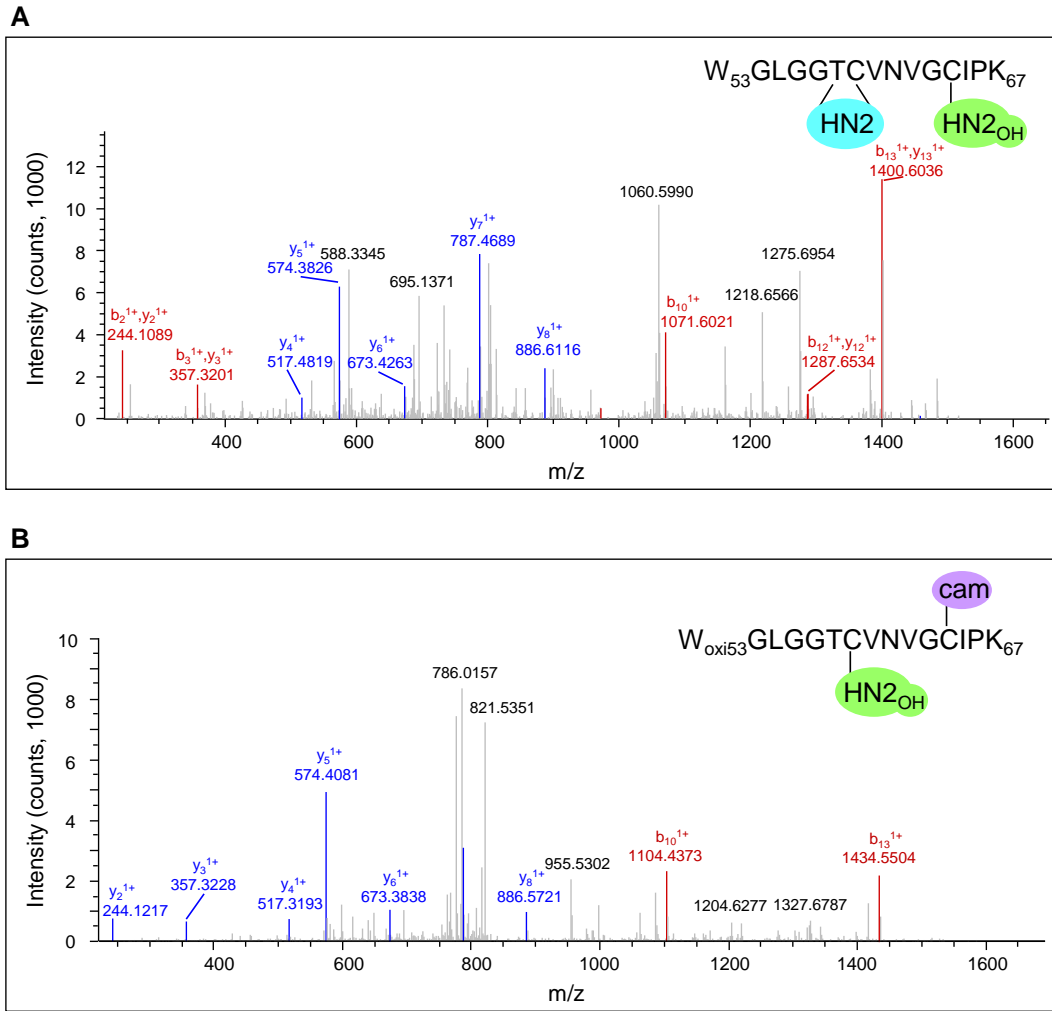 A
W₅₃GLGGTCVNVGCIPK₆₇
HN2 HN2OH
b₁₃¹⁺,y₁₃¹⁺
1400.6036
12
1060.5990
10
y₇¹⁺
787.4689
y₅¹⁺
574.3826
588.3345
1275.6954
8
695.1371
1218.6566
b₂¹⁺,y₂¹⁺
244.1089
b₃¹⁺,y₃¹⁺
357.3201
y₄¹⁺
517.4819
y₆¹⁺
673.4263
y₈¹⁺
886.6116
b₁₀¹⁺
1071.6021
b₁₂¹⁺,y₁₂¹⁺
1287.6534
6
4
2
0
Intensity (counts, 1000)
400 600 800 1000 1200 1400 1600
m/z
B
cam
Woxi53GLGGTCVNVGCIPK₆₇
HN2OH
10
786.0157
821.5351
8
y₅¹⁺
574.4081
6
b₁₀¹⁺
1104.4373
b₁₃¹⁺
1434.5504
4
y₂¹⁺
244.1217
y₃¹⁺
357.3228
y₄¹⁺
517.3193
y₆¹⁺
673.3838
y₈¹⁺
886.5721
955.5302
1204.6277
1327.6787
2
0
Intensity (counts, 1000)
400 600 800 1000 1200 1400 1600
m/z